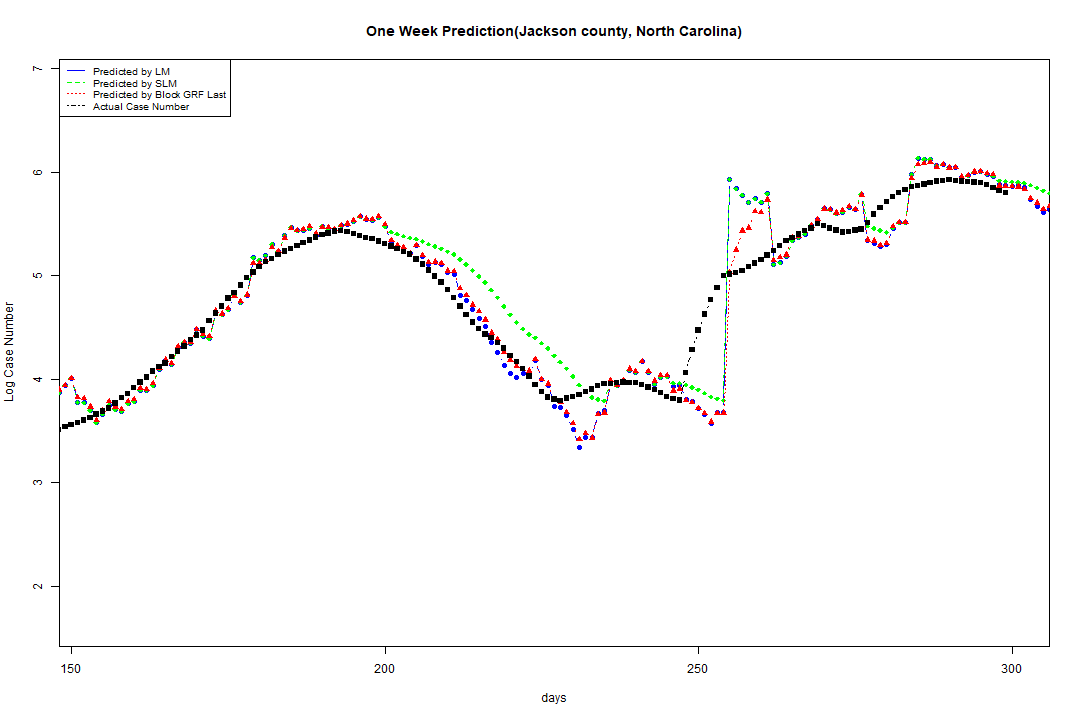 One Week Prediction(Jackson county, North Carolina)
Predicted by LM
Predicted by SLM
Predicted by Block GRF Last
Actual Case Number
7
6
5
4
3
2
Log Case Number
150 200 250 300
days